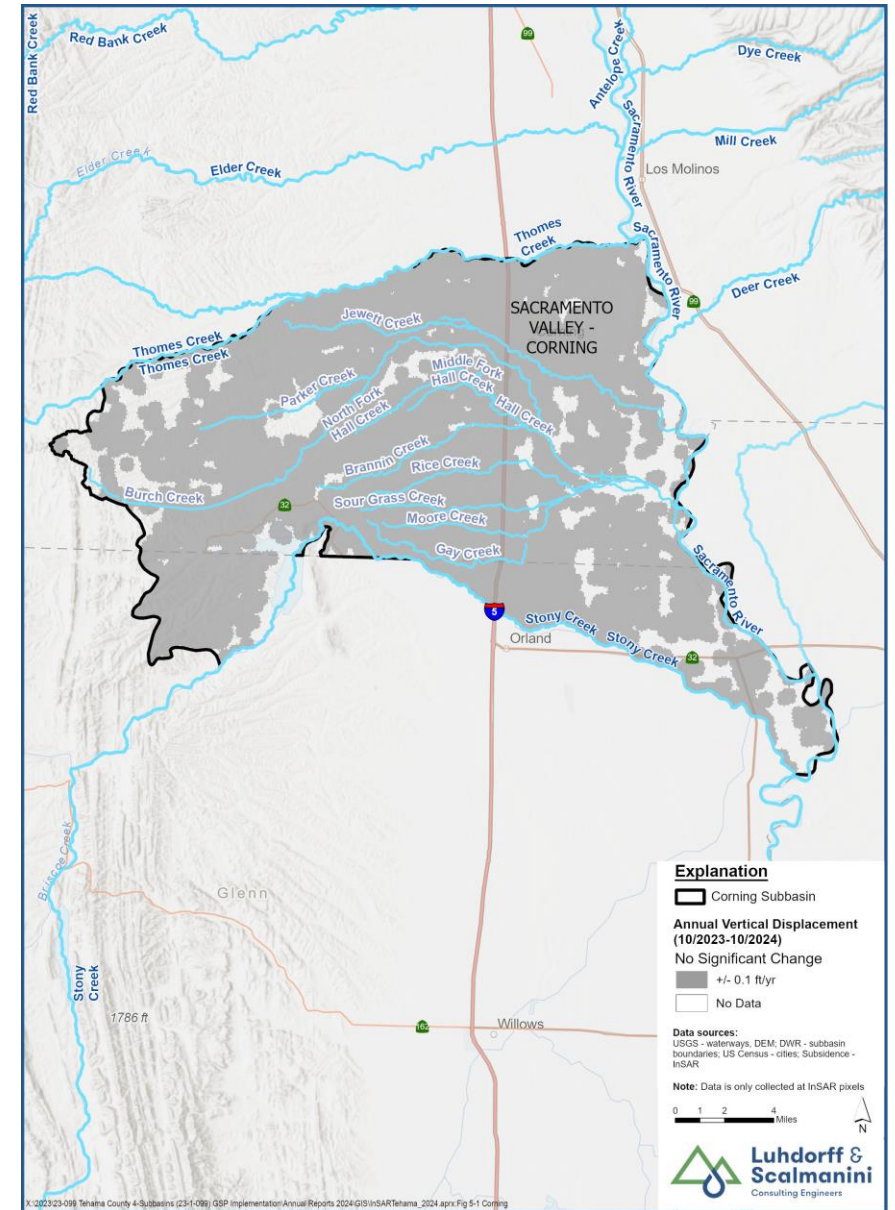 Red Bank Creek
Red Bank Creek
99
Antelope Creek
Dye Creek
Sacramento River
Mill Creek
Elder Creek
Elder Creek
Los Molinos
Thomes
Creek
Sacramento River
Deer Creek
99
SACRAMENTO
VALLEY -
CORNING
Jewett Creek
Thomes Creek
Thomes Creek
Middle Fork
Hall Creek
Parker Creek
North Fork
Hall Creek
Hall Creek
Brannin Creek
Rice Creek
Burch Creek
32
Sour Grass Creek
Moore Creek
Gay Creek
Sacramento River
5
Stony Creek
Orland
Stony Creek
32
Briscoe Creek
Glenn
Stony
Creek
1786 ft
162
Willows
Explanation
Corning Subbasin
Annual Vertical Displacement
(10/2023-10/2024)
No Significant Change
+/- 0.1 ft/yr
No Data
Data sources:
USGS - waterways, DEM; DWR - subbasin
boundaries; US Census - cities; Subsidence -
InSAR
Note: Data is only collected at InSAR pixels
0 1 2 4
Miles
N
Luhdorff &
Scalmanini
Consulting Engineers
X:\2023\23-099 Tehama County 4-Subbasins (23-1-099) GSP Implementation\Annual Reports 2024\GIS\InSARTehama_2024.aprx:Fig 5-1 Corning